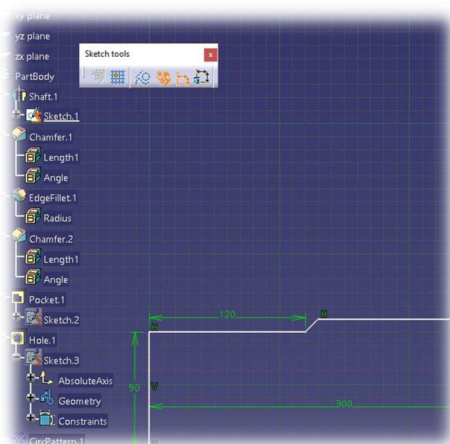 xy plane
yz plane
zx plane
Sketch tools
x
PartBody
Shaft.1
Sketch.1
Chamfer.1
Length1
Angle
EdgeFillet.1
Radius
Chamfer.2
Length1
Angle
Pocket.1
Sketch.2
Hole.1
Sketch.3
AbsoluteAxis
Geometry
Constraints
CircPattern.1
120
H
H
90
V
300